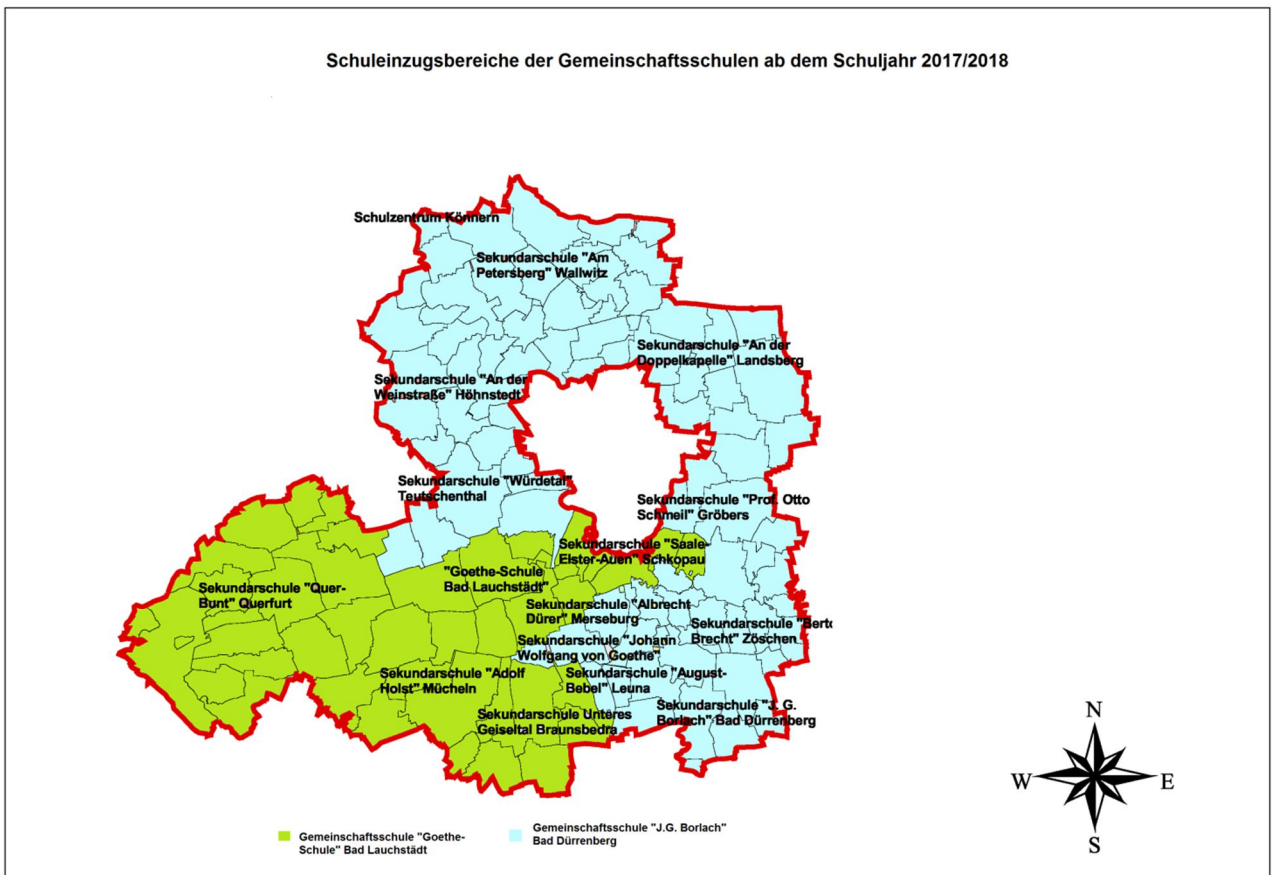 Schuleinzugsbereiche der Gemeinschaftsschulen ab dem Schuljahr 2017/2018
Schulzentrum Könnern
Sekundarschule "Am
Petersberg" Wallwitz
Sekundarschule "An der
Doppelkapelle" Landsberg
Sekundarschule "An der
Weinstraße" Höhnstedt
Sekundarschule "Würdetal"
Teutschenthal
Sekundarschule "Prof. Otto
Schmeil" Gröbers
Sekundarschule "Saale-
Elster-Auen" Schkopau
"Goethe-Schule
Bad Lauchstädt"
Sekundarschule "Quer-
Bunt" Querfurt
Sekundarschule "Albrecht
Dürer" Merseburg
Sekundarschule "Berto
Brecht" Zöschen
Sekundarschule "Johann
Wolfgang von Goethe"
Sekundarschule "Adolf
Holst" Mücheln
Sekundarschule "August-
Bebel" Leuna
Sekundarschule "J. G.
Borlach" Bad Dürrenberg
Sekundarschule Unteres
Geiseltal Braunsbedra
N
W
E
S
Gemeinschaftsschule "Goethe-
Schule" Bad Lauchstädt
Gemeinschaftsschule "J.G. Borlach"
Bad Dürrenberg